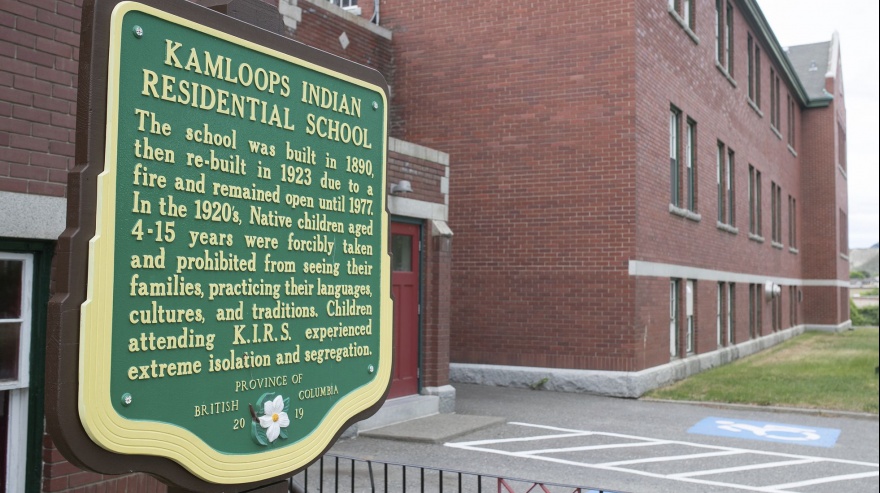 KAMLOOPS INDIAN
RESIDENTIAL SCHOOL
The school was built in 1890,
then re-built in 1923 due to a
fire and remained open until 1977.
In the 1920's, Native children aged
4-15 years were forcibly taken
and prohibited from seeing their
families, practicing their languages,
cultures, and traditions. Children
attending K.I.R.S. experienced
extreme isolation and segregation.
PROVINCE OF
BRITISH COLUMBIA
20 19